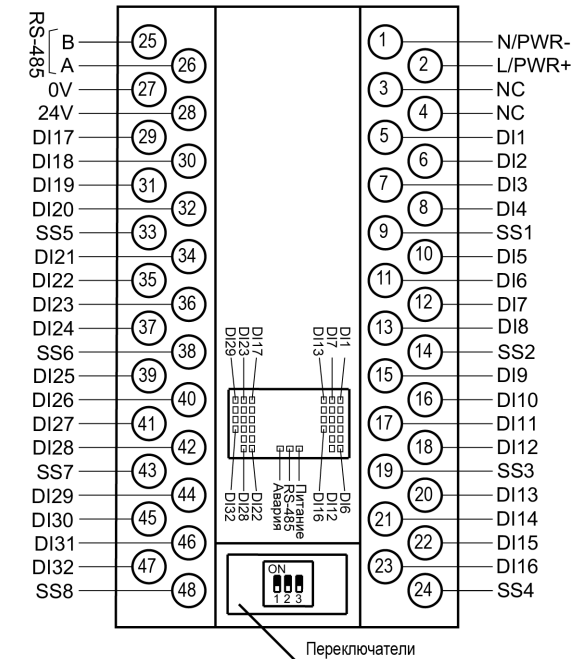 RS-485
B 25
A 26
0V 27
24V 28
DI17 29
DI18 30
DI19 31
DI20 32
SS5 33
DI21 34
DI22 35
DI23 36
DI24 37
SS6 38
DI25 39
DI26 40
DI27 41
DI28 42
SS7 43
DI29 44
DI30 45
DI31 46
DI32 47
SS8 48
1 N/PWR-
2 L/PWR+
3 NC
4 NC
5 DI1
6 DI2
7 DI3
8 DI4
9 SS1
10 DI5
11 DI6
12 DI7
13 DI8
14 SS2
15 DI9
16 DI10
17 DI11
18 DI12
19 SS3
20 DI13
21 DI14
22 DI15
23 DI16
24 SS4
DI29
DI23
DI17
DI13
DI7
DI1
DI32
DI28
DI22
Авария
RS-485
Питание
DI16
DI12
DI6
ON
1 2 3
Переключатели